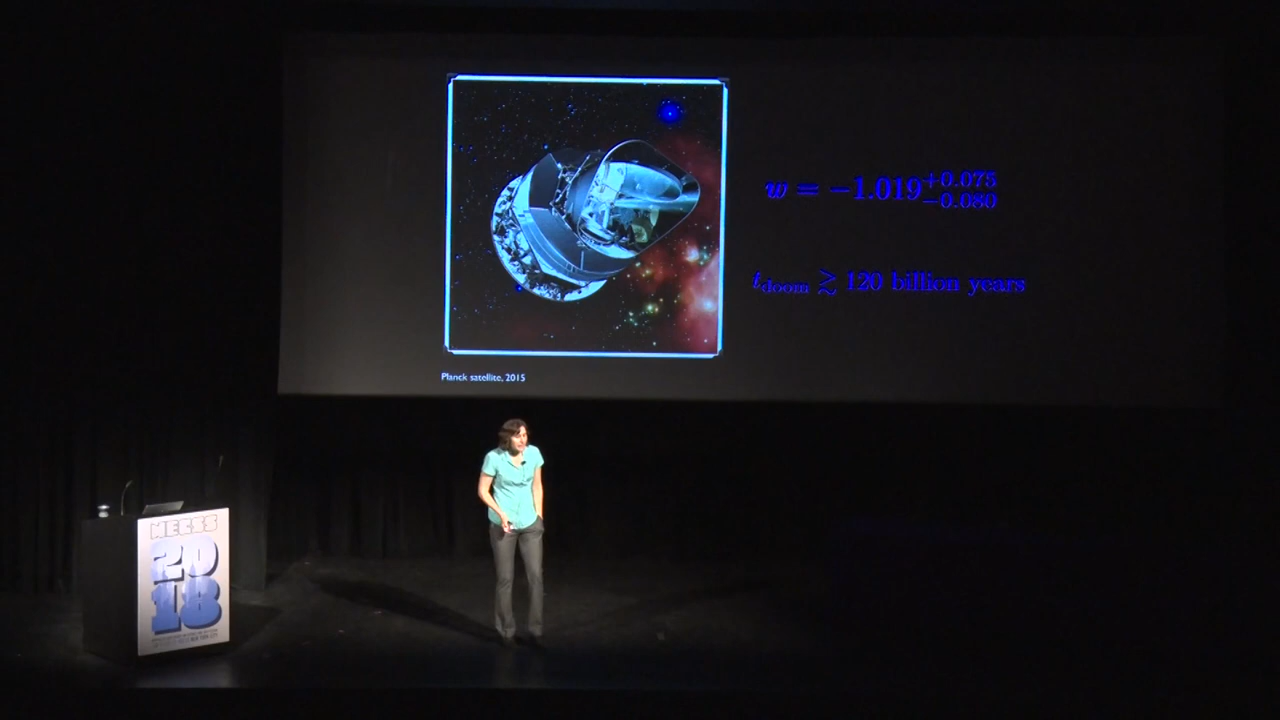 w = −1.019+0.075−0.080
tdoom ≳ 120 billion years
Planck satellite, 2015
NECSS
20
18